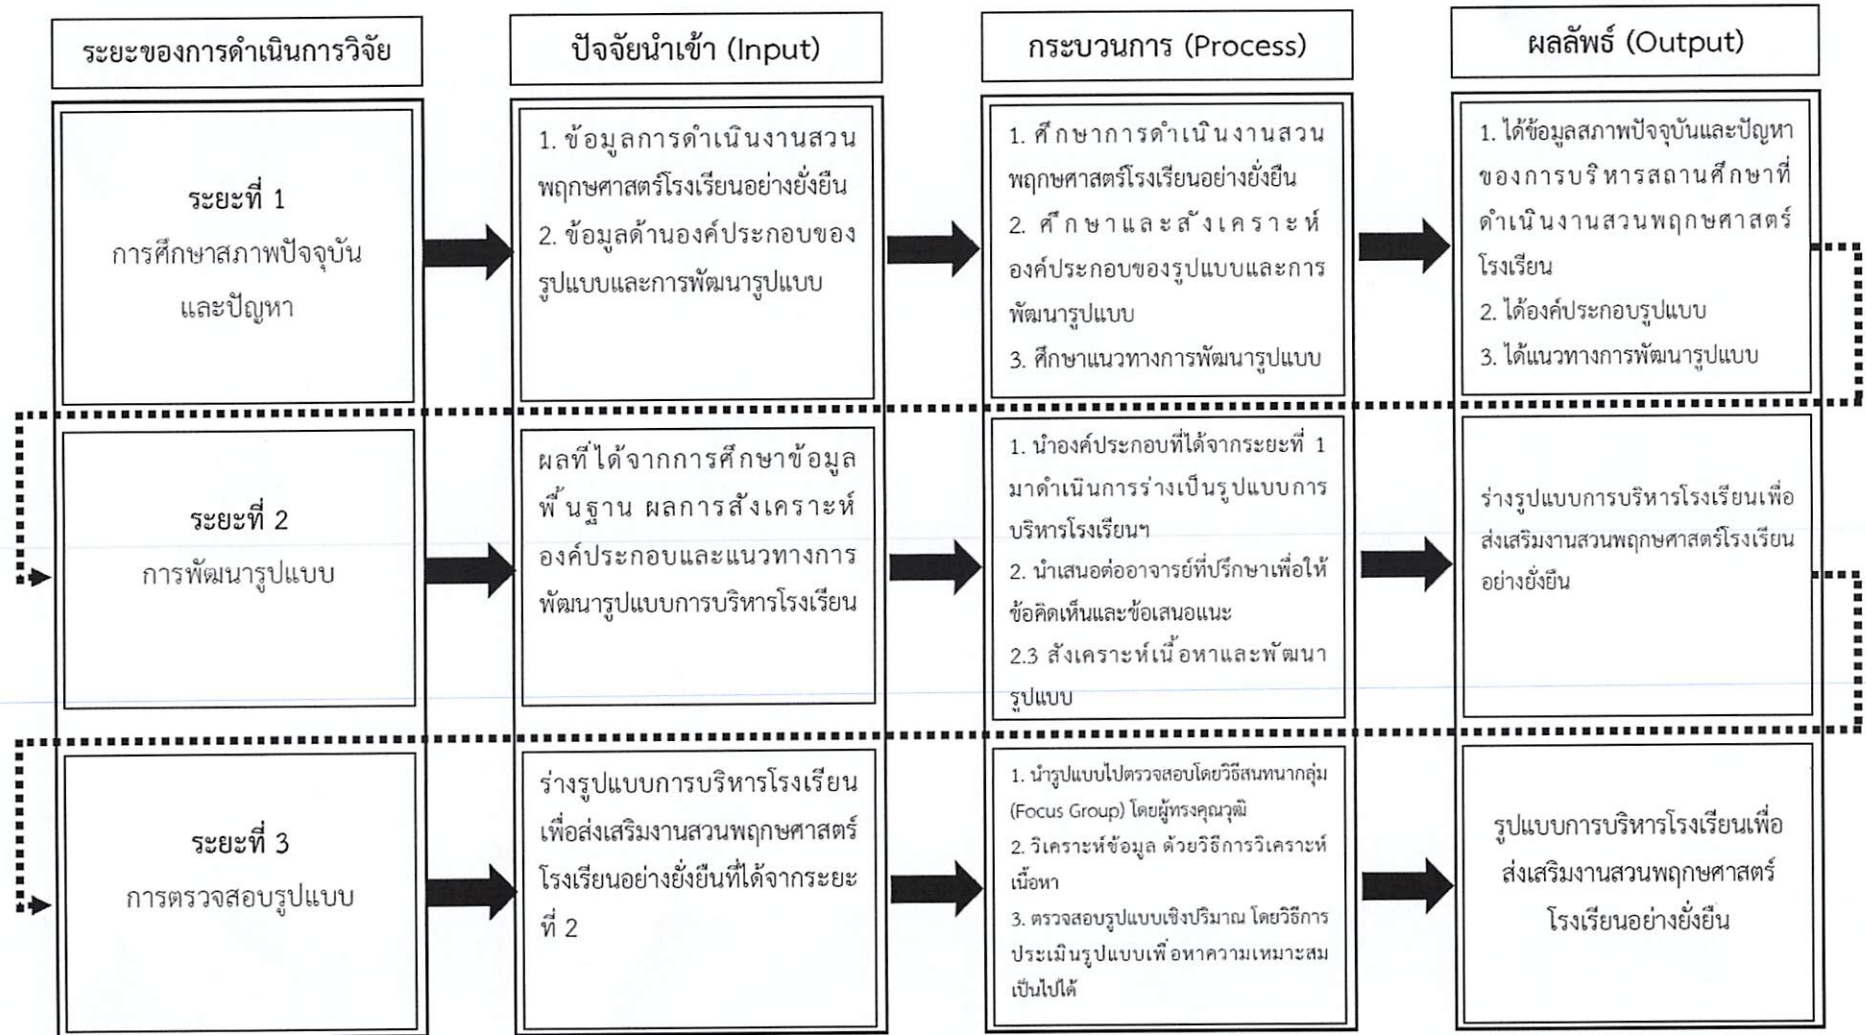 ระยะของการดำเนินการวิจัย
ปัจจัยนำเข้า (Input)
กระบวนการ (Process)
ผลลัพธ์ (Output)
ระยะที่ 1
การศึกษาสภาพปัจจุบัน
และปัญหา
1. ข้อมูลการดำเนินงานสวน
พฤกษศาสตร์โรงเรียนอย่างยั่งยืน
2. ข้อมูลด้านองค์ประกอบของ
รูปแบบและการพัฒนารูปแบบ
1. ศึกษาการดำเนินงานสวน
พฤกษศาสตร์โรงเรียนอย่างยั่งยืน
2. ศึกษาและสังเคราะห์
องค์ประกอบของรูปแบบและการ
พัฒนารูปแบบ
3. ศึกษาแนวทางการพัฒนารูปแบบ
1. ได้ข้อมูลสภาพปัจจุบันและปัญหา
ของการบริหารสถานศึกษาที่
ดำเนินงานสวนพฤกษศาสตร์
โรงเรียน
2. ได้องค์ประกอบรูปแบบ
3. ได้แนวทางการพัฒนารูปแบบ
ระยะที่ 2
การพัฒนารูปแบบ
ผลที่ได้จากการศึกษาข้อมูล
พื้นฐาน ผลการสังเคราะห์
องค์ประกอบและแนวทางการ
พัฒนารูปแบบการบริหารโรงเรียน
1. นำองค์ประกอบที่ได้จากระยะที่ 1
มาดำเนินการร่างเป็นรูปแบบการ
บริหารโรงเรียนฯ
2. นำเสนอต่ออาจารย์ที่ปรึกษาเพื่อให้
ข้อคิดเห็นและข้อเสนอแนะ
2.3 สังเคราะห์เนื้อหาและพัฒนา
รูปแบบ
ร่างรูปแบบการบริหารโรงเรียนเพื่อ
ส่งเสริมงานสวนพฤกษศาสตร์โรงเรียน
อย่างยั่งยืน
ระยะที่ 3
การตรวจสอบรูปแบบ
ร่างรูปแบบการบริหารโรงเรียน
เพื่อส่งเสริมงานสวนพฤกษศาสตร์
โรงเรียนอย่างยั่งยืนที่ได้จากระยะ
ที่ 2
1. นำรูปแบบไปตรวจสอบโดยวิธีสนทนากลุ่ม
(Focus Group) โดยผู้ทรงคุณวุฒิ
2. วิเคราะห์ข้อมูล ด้วยวิธีการวิเคราะห์
เนื้อหา
3. ตรวจสอบรูปแบบเชิงปริมาณ โดยวิธีการ
ประเมินรูปแบบเพื่อหาความเหมาะสม
เป็นไปได้
รูปแบบการบริหารโรงเรียนเพื่อ
ส่งเสริมงานสวนพฤกษศาสตร์
โรงเรียนอย่างยั่งยืน